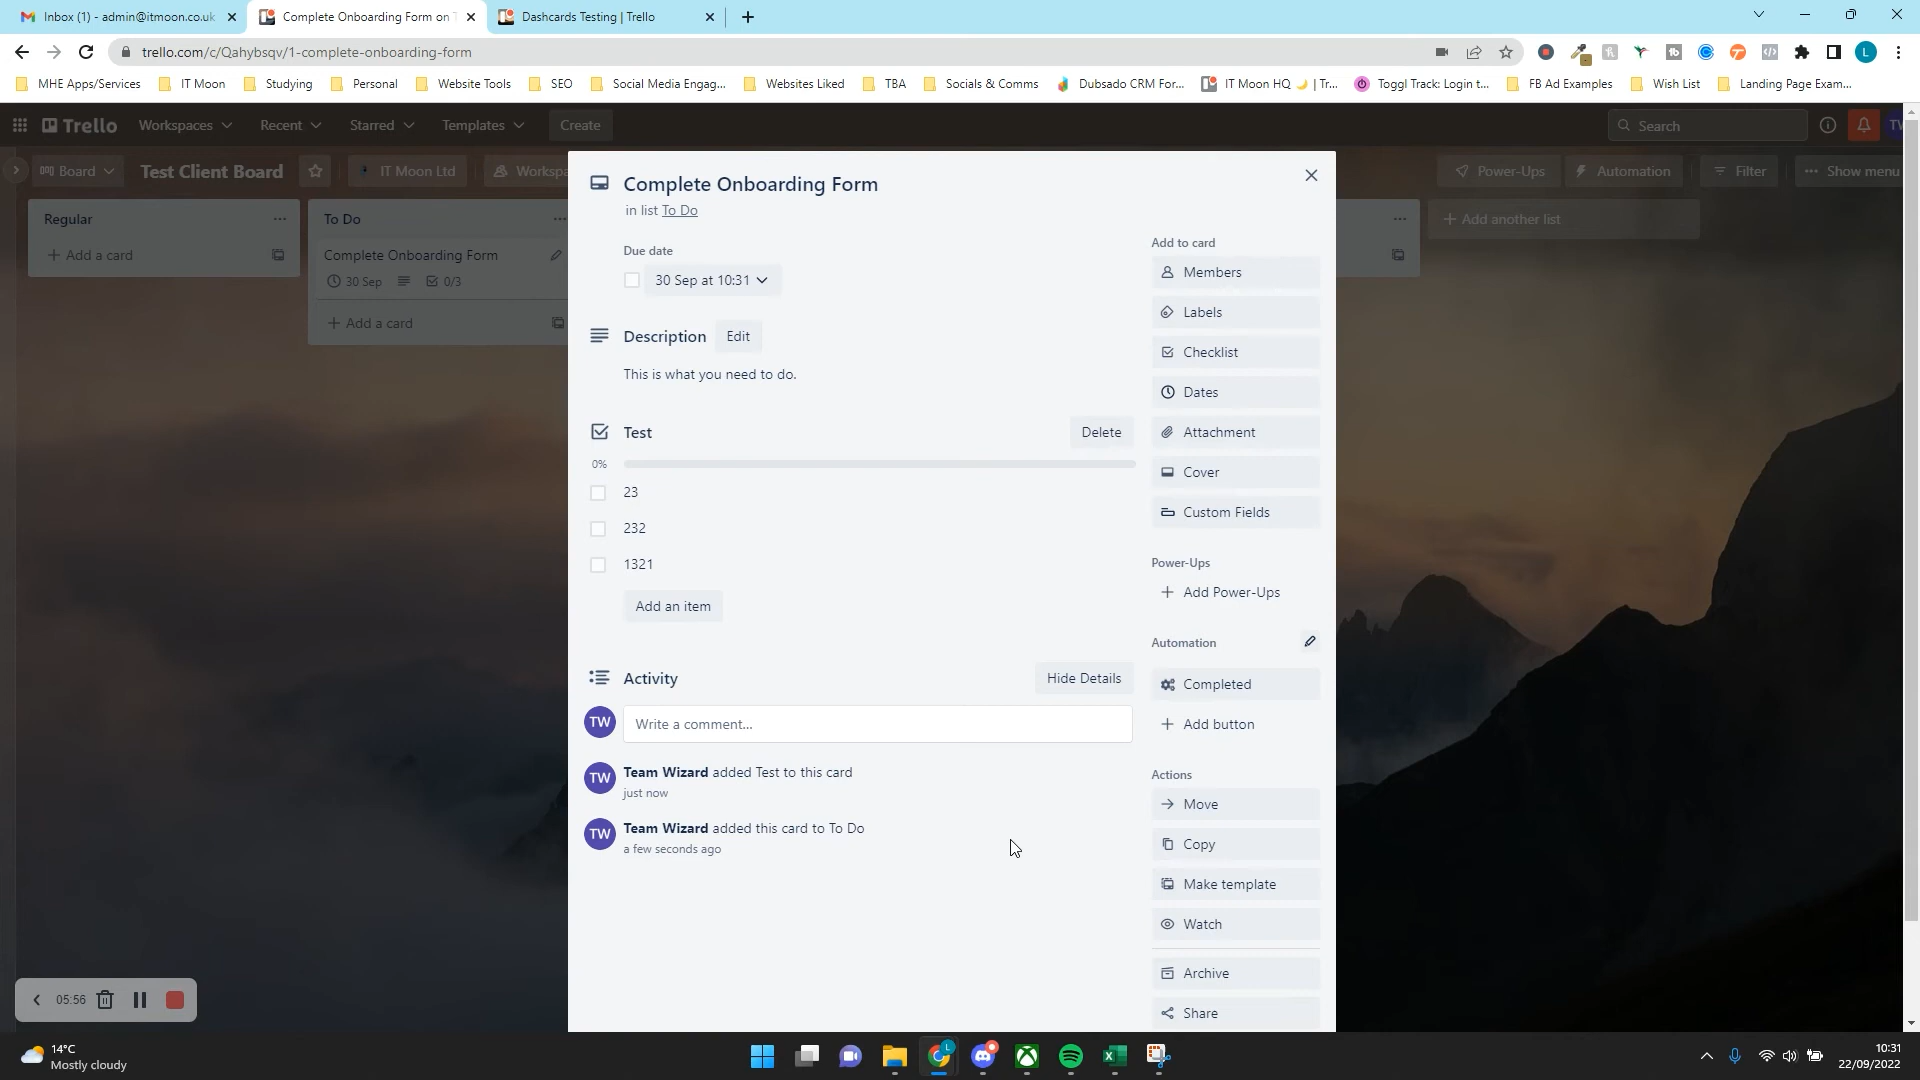 Inbox (1) - admin@itmoon.co.uk
Complete Onboarding Form on T
Dashcards Testing | Trello
trello.com/c/Qahybsqv/1-complete-onboarding-form
L
MHE Apps/Services
IT Moon
Studying
Personal
Website Tools
SEO
Social Media Engag...
Websites Liked
TBA
Socials & Comms
Dubsado CRM For...
IT Moon HQ 🌙 | Tr...
Toggl Track: Login t...
FB Ad Examples
Wish List
Landing Page Exam...
Trello
Workspaces
Recent
Starred
Templates
Create
Search
TW
Board
Test Client Board
IT Moon Ltd
Workspa
Power-Ups
Automation
Filter
Show menu
Regular
Add a card
To Do
Complete Onboarding Form
30 Sep
0/3
Add a card
Add another list
Complete Onboarding Form
in list To Do
Due date
30 Sep at 10:31
Description
Edit
This is what you need to do.
Test
Delete
0%
23
232
1321
Add an item
Activity
Hide Details
TW
Write a comment...
TW
Team Wizard added Test to this card
just now
TW
Team Wizard added this card to To Do
a few seconds ago
Add to card
Members
Labels
Checklist
Dates
Attachment
Cover
Custom Fields
Power-Ups
Add Power-Ups
Automation
Completed
Add button
Actions
Move
Copy
Make template
Watch
Archive
Share
05:56
14°C
Mostly cloudy
10:31
22/09/2022